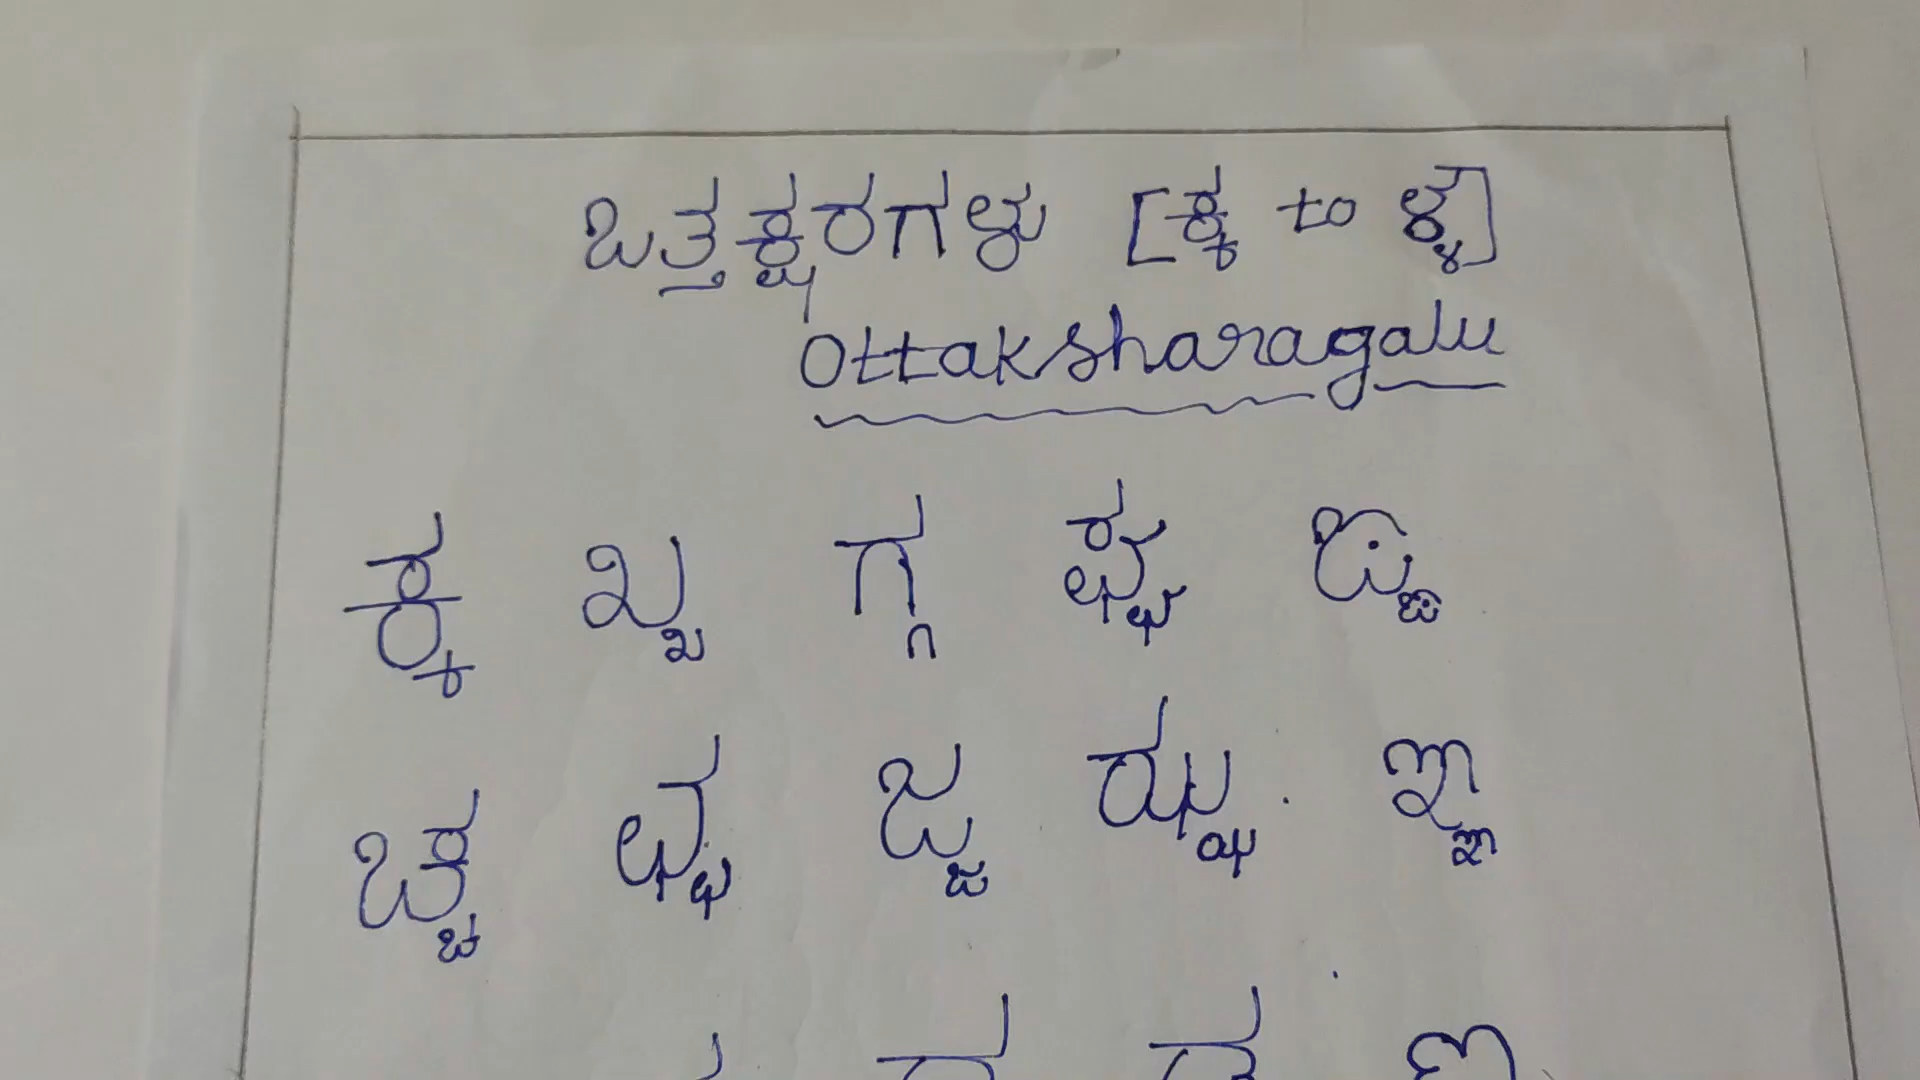 ಒತ್ತಕ್ಷರಗಳು [ಕ್ಕ to ಳ್ಳ]
Ottaksharagalu
ಕ್ಕ ಖ್ಖ ಗ್ಗ ಘ್ಘ ಙ್ಙ
ಚ್ಚ ಛ್ಛ ಜ್ಜ ಝ್ಝ ಞ್ಞ